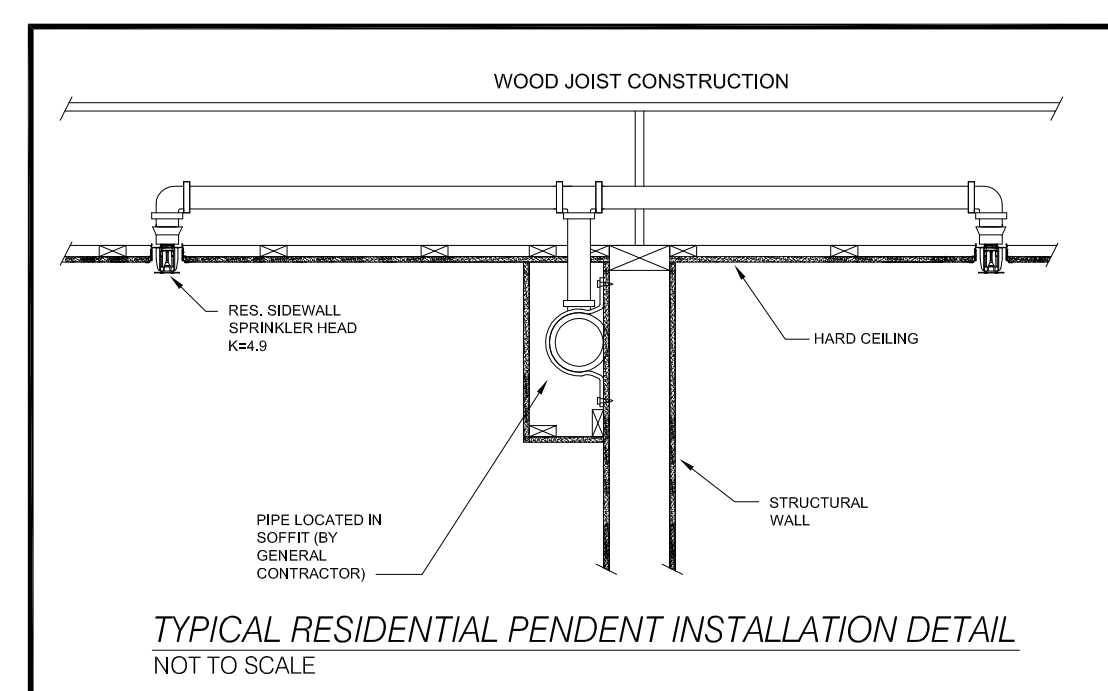 WOOD JOIST CONSTRUCTION
RES. SIDEWALL
SPRINKLER HEAD
K=4.9
HARD CEILING
PIPE LOCATED IN
SOFFIT (BY
GENERAL
CONTRACTOR)
STRUCTURAL
WALL
TYPICAL RESIDENTIAL PENDENT INSTALLATION DETAIL
NOT TO SCALE